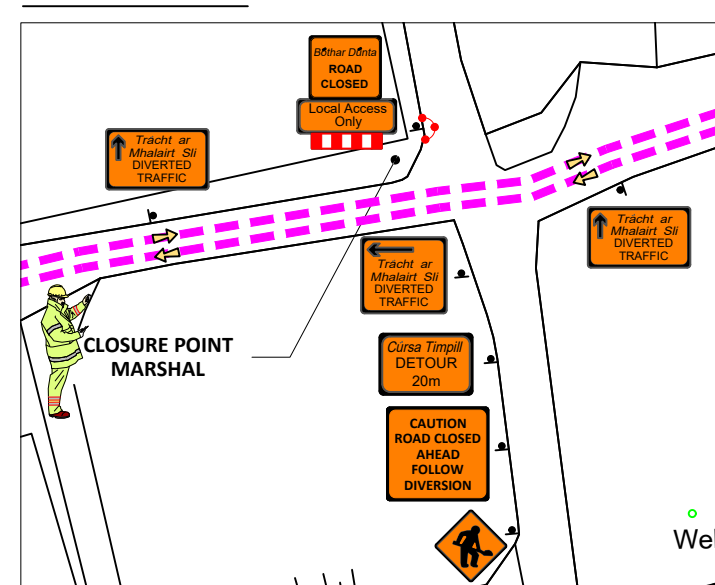 Bóthar Dúnta
ROAD
CLOSED
Local Access
Only
Trácht ar
Mhalairt Slí
DIVERTED
TRAFFIC
Trácht ar
Mhalairt Slí
DIVERTED
TRAFFIC
Trácht ar
Mhalairt Slí
DIVERTED
TRAFFIC
CLOSURE POINT
MARSHAL
Cúrsa Timpill
DETOUR
20m
CAUTION
ROAD CLOSED
AHEAD
FOLLOW
DIVERSION